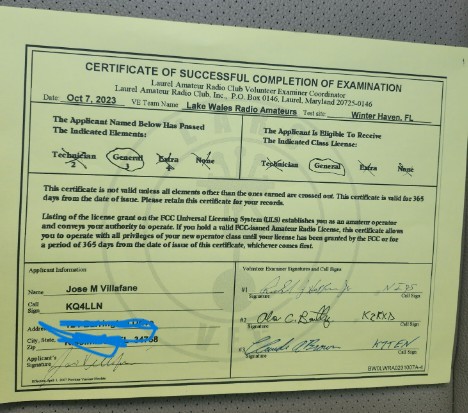 CERTIFICATE OF SUCCESSFUL COMPLETION OF EXAMINATION
Laurel Amateur Radio Club Volunteer Examiner Coordinator
Laurel Amateur Radio Club, Inc., P.O. Box 0146, Laurel, Maryland 20725-0146
Date Oct 7, 2023 VE Team Name Lake Wales Radio Amateurs Test site: Winter Haven, FL
The Applicant Named Below Has Passed
The Indicated Elements:
Technician General Extra None
2 3 4
The Applicant Is Eligible To Receive
The Indicated Class License:
Technician General Extra None
This certificate is not valid unless all elements other than the ones earned are crossed out. This certificate is valid for 365
days from the date of issue. Please retain this certificate for your records.
Listing of the license grant on the FCC Universal Licensing System (ULS) establishes you as an amateur operator
and conveys your authority to operate. If you hold a valid FCC-issued Amateur Radio License, this certificate allows
you to operate with all privileges of your new operator class until your license has been granted by the FCC or for
a period of 365 days from the date of issue of this certificate, whichever comes first.
Applicant Information
Name Jose M Villafane
Call
Sign KQ4LLN
Address
City, State,
Zip 34758
Applicant's
Signature
Volunteer Examiner Signatures and Call Signs
#1
Signature Call Sign
#2 K2RXD
Signature Call Sign
#3
Signature Call Sign